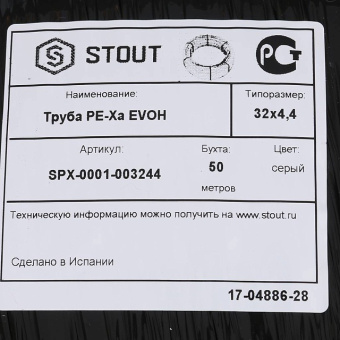 STOUT
Наименование:
Типоразмер:
Труба PE-Xa EVOH
32x4,4
Артикул:
Бухта:
Цвет:
SPX-0001-003244
50
метров
серый
Техническую информацию можно получить на www.stout.ru
Сделано в Испании
17-04886-28